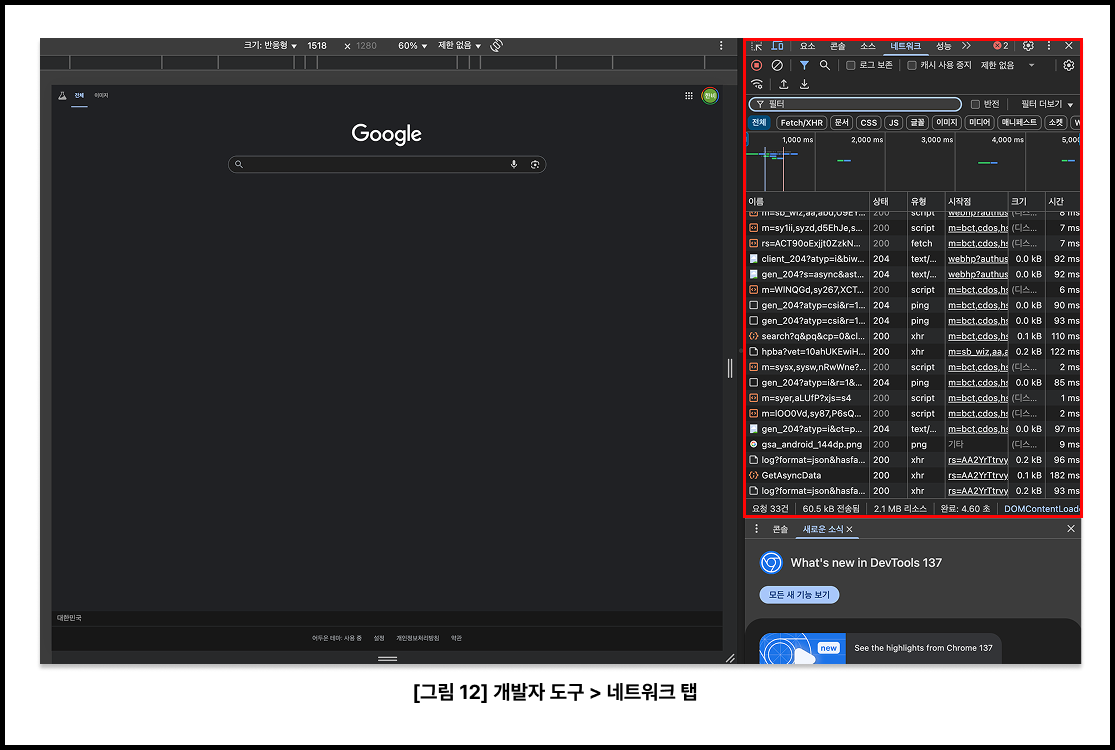 크기: 반응형 ▼ 1518 × 1280 60% ▼ 제한 없음 ▼
전체 이미지
한네
Google
대한민국
어두운 테마: 사용 중 설정 개인정보처리방침 약관
요소 콘솔 소스 네트워크 성능 2
로그 보존 캐시 사용 중지 제한 없음
필터 반전 필터 더보기 ▼
전체 Fetch/XHR 문서 CSS JS 글꼴 이미지 미디어 매니페스트 소켓 W
1,000 ms 2,000 ms 3,000 ms 4,000 ms 5,00
이름 상태 유형 시작점 크기 시간
m=sb_wiz,aa,abd, 200 script webhp?authus (디스... 8 ms
m=sy1ii,syzd,d5EhJe,s... 200 script m=bct,cdos,hs (디스... 7 ms
rs=ACT90oExjjt0ZzkN... 200 fetch m=bct,cdos,hs (디스... 7 ms
client_204?atyp=i&biw... 204 text/... webhp?authus 0.0 kB 92 ms
gen_204?s=async&ast... 204 text/... webhp?authus 0.0 kB 92 ms
m=WlNQGd,sy267,XCT... 200 script m=bct,cdos,hs (디스... 6 ms
gen_204?atyp=csi&r=1... 204 ping m=bct,cdos,hs 0.0 kB 90 ms
gen_204?atyp=csi&r=1... 204 ping m=bct,cdos,hs 0.0 kB 93 ms
search?q&pq&cp=0&cl... 200 xhr m=bct,cdos,hs 0.1 kB 110 ms
hpba?vet=10ahUKEwiH... 200 xhr m=sb_wiz,aa,a 0.2 kB 122 ms
m=sysx,sysw,nRwWne?... 200 script m=bct,cdos,hs (디스... 2 ms
gen_204?atyp=i&r=1&... 204 ping m=bct,cdos,hs 0.0 kB 85 ms
m=syer,aLUfP?xjs=s4 200 script m=bct,cdos,hs (디스... 1 ms
m=lOO0Vd,sy87,P6sQ... 200 script m=bct,cdos,hs (디스... 2 ms
gen_204?atyp=i&ct=p... 204 text/... m=bct,cdos,hs 0.0 kB 97 ms
gsa_android_144dp.png 200 png 기타 (디스... 9 ms
log?format=json&hasfa... 200 xhr rs=AA2YrTtrvy 0.2 kB 96 ms
GetAsyncData 200 xhr rs=AA2YrTtrvy 0.1 kB 182 ms
log?format=json&hasfa... 200 xhr rs=AA2YrTtrvy 0.2 kB 93 ms
요청 33건 60.5 kB 전송됨 2.1 MB 리소스 완료: 4.60 초 DOMContentLoade
콘솔 새로운 소식 ×
What's new in DevTools 137
모든 새 기능 보기
new
See the highlights from Chrome 137
[그림 12] 개발자 도구 > 네트워크 탭